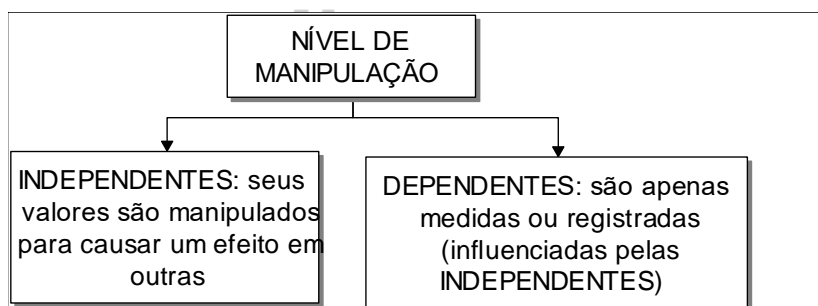 NÍVEL DE
MANIPULAÇÃO
INDEPENDENTES: seus
valores são manipulados
para causar um efeito em
outras
DEPENDENTES: são apenas
medidas ou registradas
(influenciadas pelas
INDEPENDENTES)